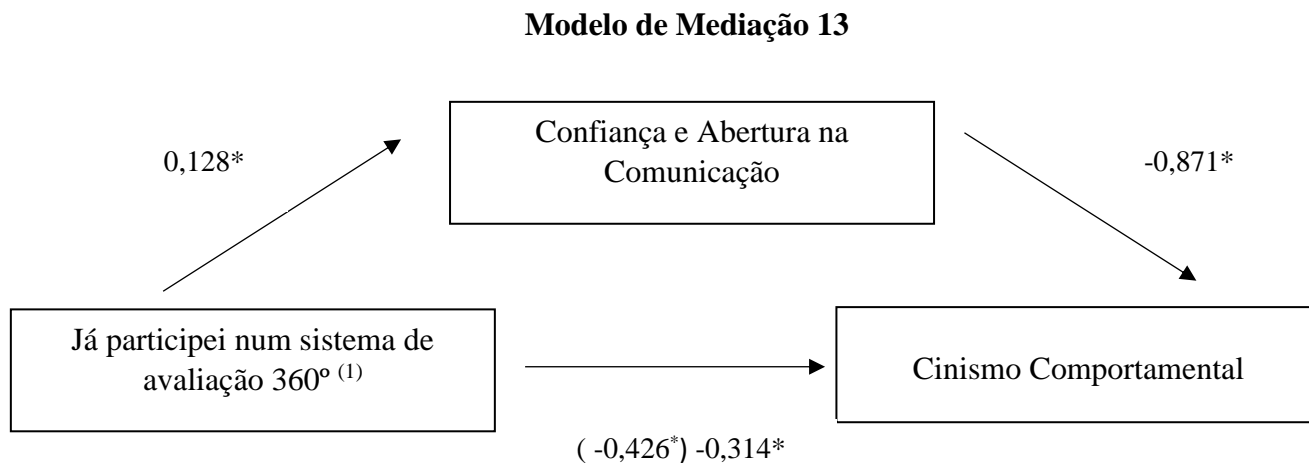 Modelo de Mediação 13
Confiança e Abertura na
Comunicação
0,128*
-0,871*
Já participei num sistema de
avaliação 360º (1)
Cinismo Comportamental
( -0,426*) -0,314*